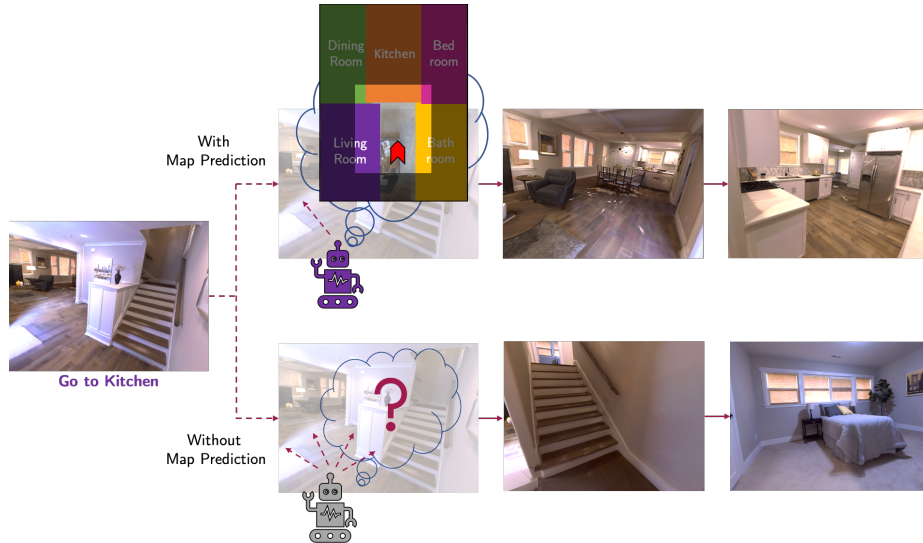 Dining
Room
Kitchen
Bed
room
Living
Room
Bath
room
With
Map Prediction
Go to Kitchen
?
Without
Map Prediction